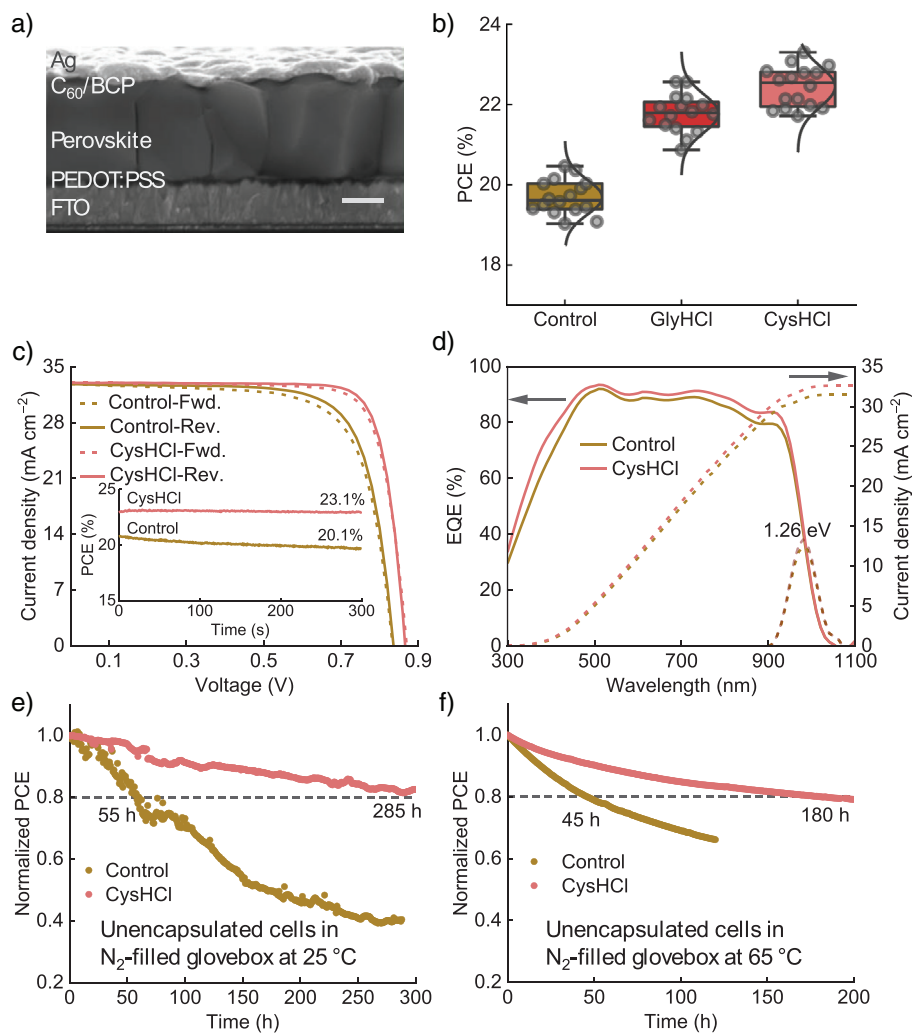 a)
Ag
C60/BCP
Perovskite
PEDOT:PSS
FTO
b)
PCE (%)
22
20
18
Control
GlyHCl
CysHCl
c)
Current density (mA cm−2)
33
26
20
13
7
0
Control-Fwd.
Control-Rev.
CysHCl-Fwd.
CysHCl-Rev.
PCE (%)
25
20
15
CysHCl
23.1%
Control
20.1%
0
100
200
300
Time (s)
0.1
0.3
0.5
0.7
0.9
Voltage (V)
d)
EQE (%)
100
80
60
40
20
0
Control
CysHCl
1.26 eV
35
30
25
20
15
10
5
0
Current density (mA cm−2)
300
500
700
900
1100
Wavelength (nm)
e)
Normalized PCE
1.0
0.8
0.6
0.4
0.2
55 h
285 h
Control
CysHCl
Unencapsulated cells in
N2-filled glovebox at 25 °C
0
50
100
150
200
250
300
Time (h)
f)
Normalized PCE
1.0
0.8
0.6
0.4
0.2
45 h
180 h
Control
CysHCl
Unencapsulated cells in
N2-filled glovebox at 65 °C
0
50
100
150
200
Time (h)